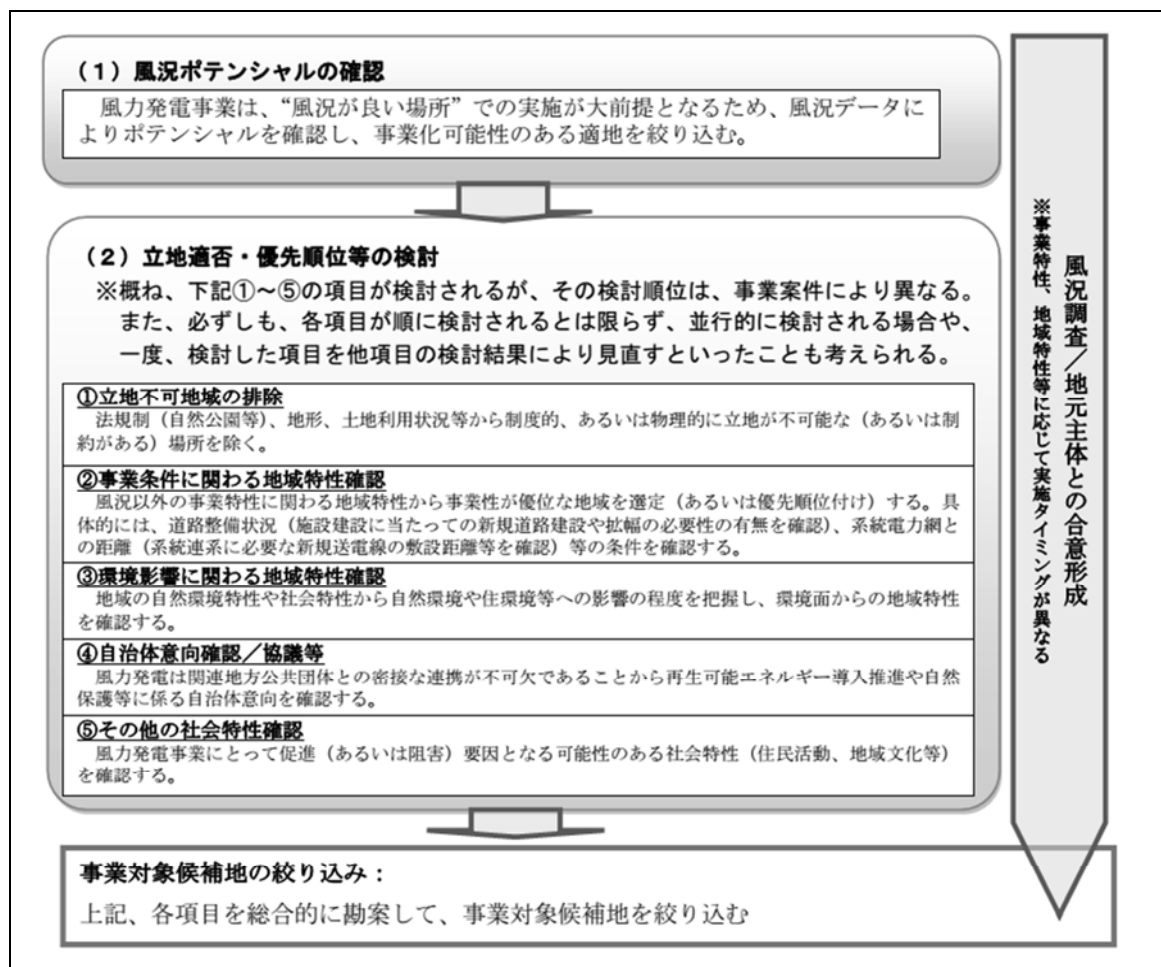 （１）風況ポテンシャルの確認
風力発電事業は、“風況が良い場所”での実施が大前提となるため、風況データに
よりポテンシャルを確認し、事業化可能性のある適地を絞り込む。
（２）立地適否・優先順位等の検討
※概ね、下記①～⑤の項目が検討されるが、その検討順位は、事業案件により異なる。
また、必ずしも、各項目が順に検討されるとは限らず、並行的に検討される場合や、
一度、検討した項目を他項目の検討結果により見直すといったことも考えられる。
①立地不可地域の排除
法規制（自然公園等）、地形、土地利用状況等から制度的、あるいは物理的に立地が不可能な（あるいは制
約がある）場所を除く。
②事業条件に関わる地域特性確認
風況以外の事業特性に関わる地域特性から事業性が優位な地域を選定（あるいは優先順位付け）する。具
体的には、道路整備状況（施設建設に当たっての新規道路建設や拡幅の必要性の有無を確認）、系統電力網と
の距離（系統連系に必要な新規送電線の敷設距離等を確認）等の条件を確認する。
③環境影響に関わる地域特性確認
地域の自然環境特性や社会特性から自然環境や住環境等への影響の程度を把握し、環境面からの地域特性
を確認する。
④自治体意向確認／協議等
風力発電は関連地方公共団体との密接な連携が不可欠であることから再生可能エネルギー導入推進や自然
保護等に係る自治体意向を確認する。
⑤その他の社会特性確認
風力発電事業にとって促進（あるいは阻害）要因となる可能性のある社会特性（住民活動、地域文化等）
を確認する。
事業対象候補地の絞り込み：
上記、各項目を総合的に勘案して、事業対象候補地を絞り込む
風況調査／地元主体との合意形成
※事業特性、地域特性等に応じて実施タイミングが異なる